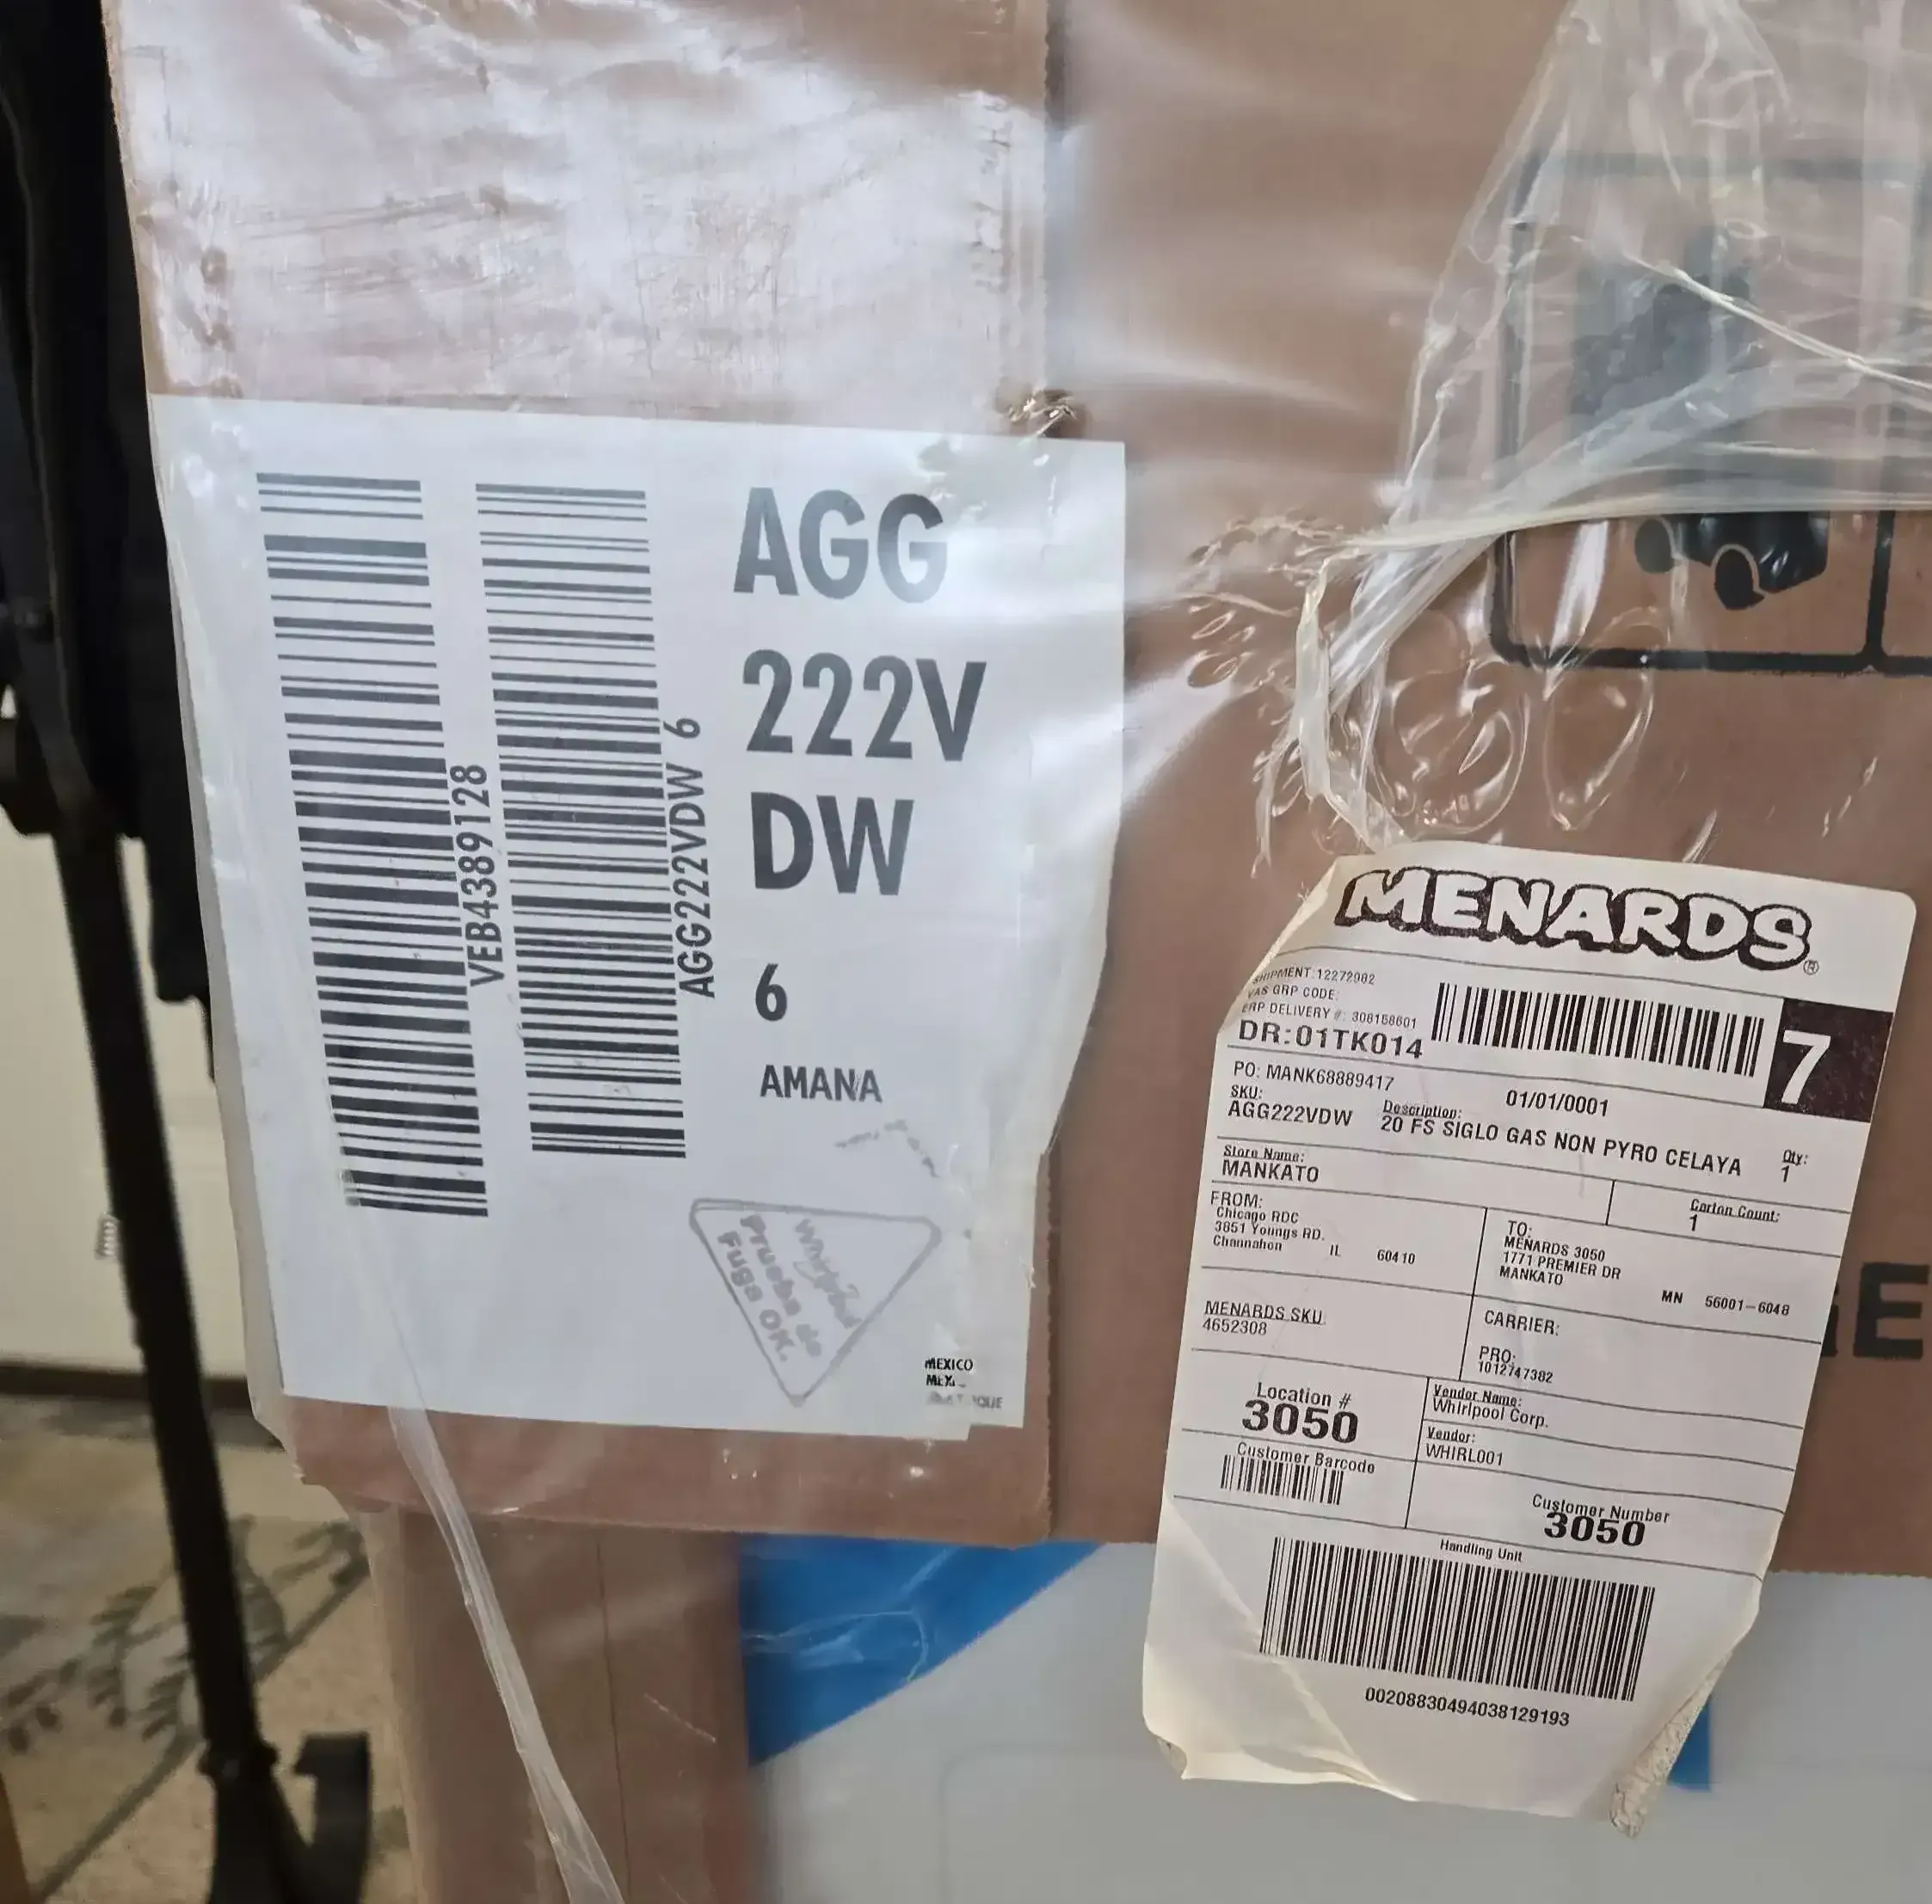 AGG
222V
DW
6
AMANA
VEB4389128
AGG222VDW 6
Whirlpool
Prueba de
Fuga OK.
MEXICO
MENARDS®
SHIPMENT: 12272982
VAS GRP CODE:
ERP DELIVERY #: 308158601
DR:01TK014
7
PO: MANK68889417
01/01/0001
SKU:
AGG222VDW
Description:
20 FS SIGLO GAS NON PYRO CELAYA
Qty:
1
Store Name:
MANKATO
Carton Count:
1
FROM:
Chicago RDC
3851 Youngs RD.
Channahon IL 60410
TO:
MENARDS 3050
1771 PREMIER DR
MANKATO
MN 56001-6048
MENARDS SKU
4652308
CARRIER:
PRO:
1012747382
Location #
3050
Vendor Name:
Whirlpool Corp.
Vendor:
WHIRL001
Customer Barcode
Customer Number
3050
Handling Unit
00208830494038129193